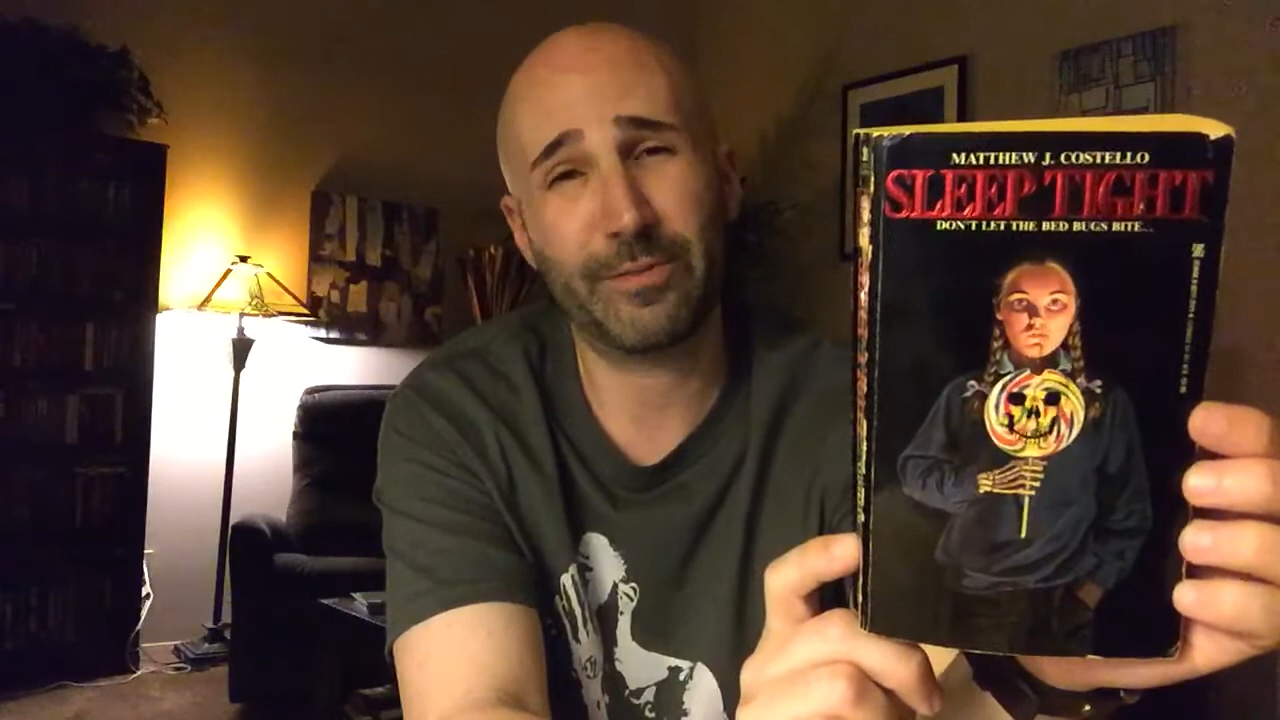 MATTHEW J. COSTELLO
SLEEP TIGHT
DON'T LET THE BED BUGS BITE...